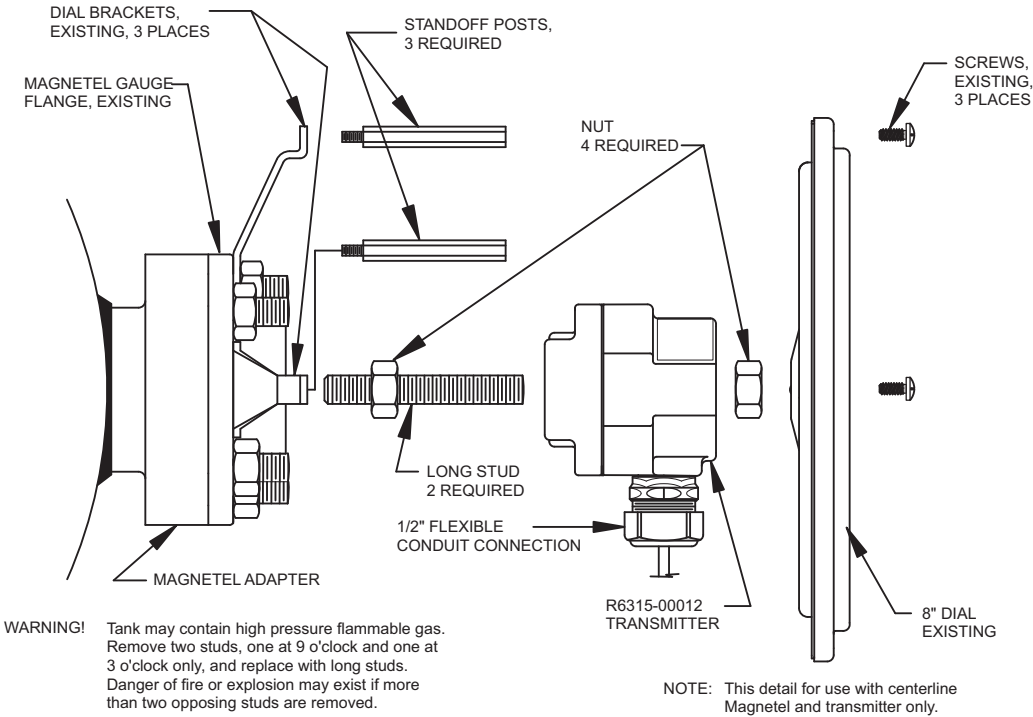 DIAL BRACKETS,
EXISTING, 3 PLACES
STANDOFF POSTS,
3 REQUIRED
SCREWS,
EXISTING,
3 PLACES
MAGNETEL GAUGE
FLANGE, EXISTING
NUT
4 REQUIRED
LONG STUD
2 REQUIRED
1/2" FLEXIBLE
CONDUIT CONNECTION
MAGNETEL ADAPTER
R6315-00012
TRANSMITTER
8" DIAL
EXISTING
WARNING! Tank may contain high pressure flammable gas.
Remove two studs, one at 9 o'clock and one at
3 o'clock only, and replace with long studs.
Danger of fire or explosion may exist if more
than two opposing studs are removed.
NOTE: This detail for use with centerline
Magnetel and transmitter only.